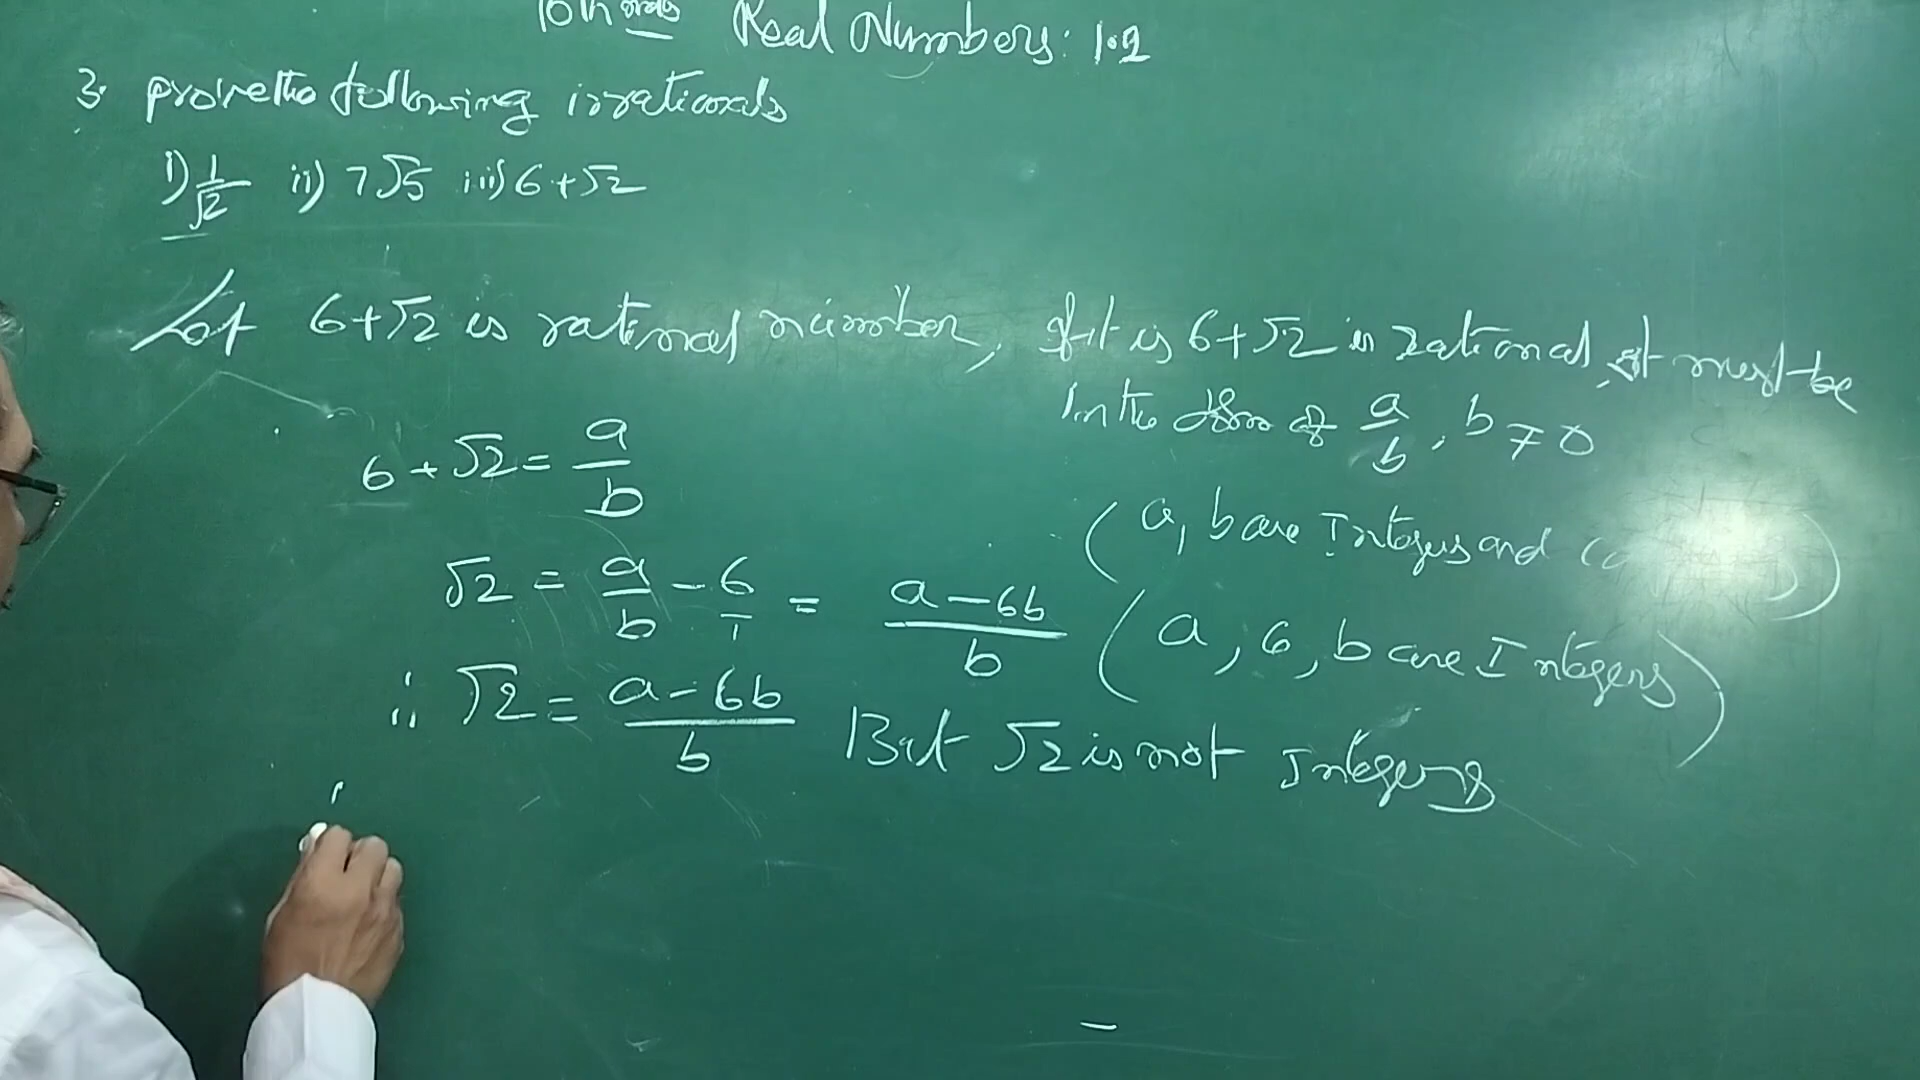 10th Real Numbers: 1.2
3. prove the following irrationals
i) 1/√2 ii) 7√5 iii) 6+√2
Let 6+√2 is rational number, If it is 6+√2 is rational, it must be
in the form of a/b, b≠0
6+√2 = a/b
(a, b are Integers and
√2 = a/b - 6/1 = a-6b/b (a, 6, b are Integers)
∴ √2 = a-6b/b But √2 is not Integers